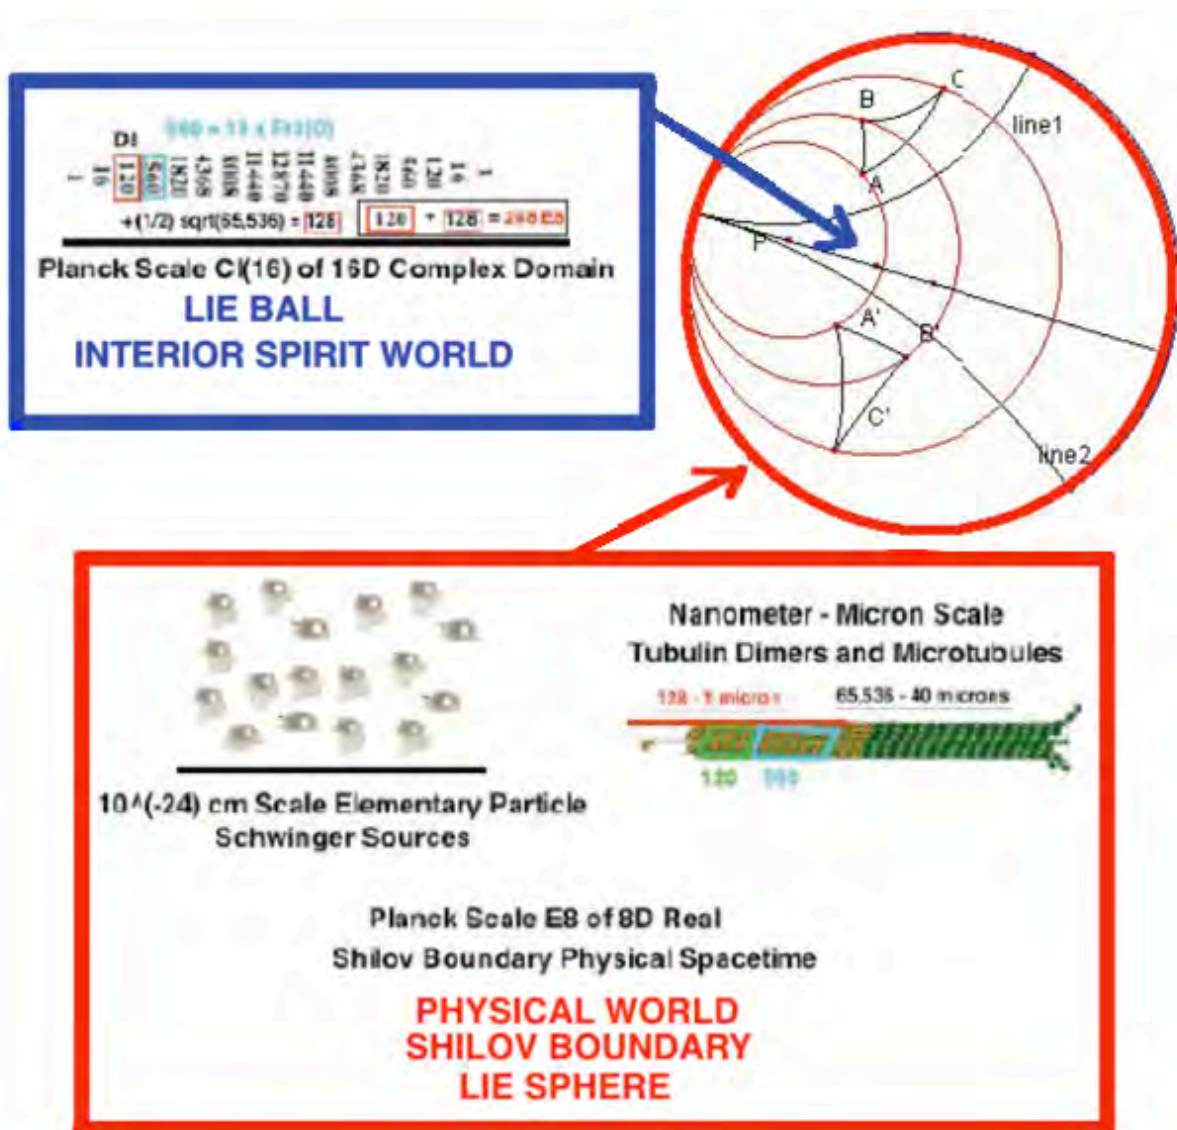 DI
1
16
120
560
1820
4368
8008
11440
12870
11440
8008
4368
1820
560
120
16
1
+(1/2) sqrt(65,536) = 128
120 + 128 = 248 E8
Planck Scale Cl(16) of 16D Complex Domain
LIE BALL
INTERIOR SPIRIT WORLD
C
B
line1
A
P
A'
B'
C'
line2
Nanometer - Micron Scale
Tubulin Dimers and Microtubules
65,536 - 40 microns
120
10^(-24) cm Scale Elementary Particle
Schwinger Sources
Planck Scale E8 of 8D Real
Shilov Boundary Physical Spacetime
PHYSICAL WORLD
SHILOV BOUNDARY
LIE SPHERE